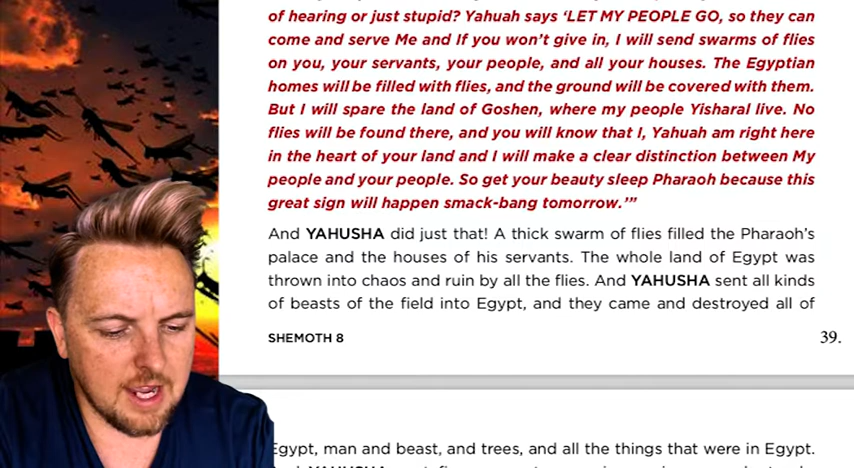 of hearing or just stupid? Yahuah says ‘LET MY PEOPLE GO, so they can
come and serve Me and If you won’t give in, I will send swarms of flies
on you, your servants, your people, and all your houses. The Egyptian
homes will be filled with flies, and the ground will be covered with them.
But I will spare the land of Goshen, where my people Yisharal live. No
flies will be found there, and you will know that I, Yahuah am right here
in the heart of your land and I will make a clear distinction between My
people and your people. So get your beauty sleep Pharaoh because this
great sign will happen smack-bang tomorrow.’”
And YAHUSHA did just that! A thick swarm of flies filled the Pharaoh’s
palace and the houses of his servants. The whole land of Egypt was
thrown into chaos and ruin by all the flies. And YAHUSHA sent all kinds
of beasts of the field into Egypt, and they came and destroyed all of
SHEMOTH 8 39.
Egypt, man and beast, and trees, and all the things that were in Egypt.